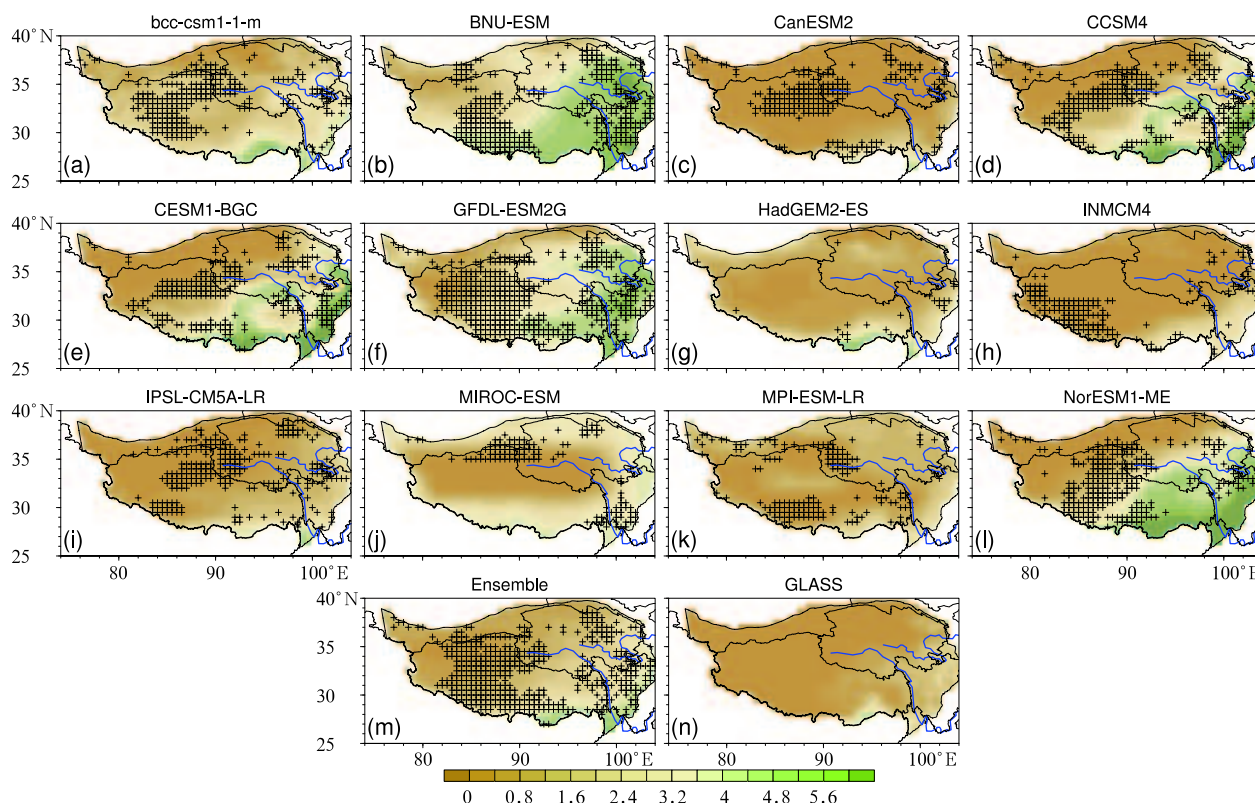 bcc-csm1-1-m BNU-ESM CanESM2 CCSM4
40°N
35
30
25
(a) (b) (c) (d)
CESM1-BGC GFDL-ESM2G HadGEM2-ES INMCM4
40°N
35
30
25
(e) (f) (g) (h)
IPSL-CM5A-LR MIROC-ESM MPI-ESM-LR NorESM1-ME
40°N
35
30
25
(i) (j) (k) (l)
80 90 100°E 80 90 100°E
Ensemble GLASS
40°N
35
30
25
(m) (n)
80 90 100°E 80 90 100°E
0 0.8 1.6 2.4 3.2 4 4.8 5.6